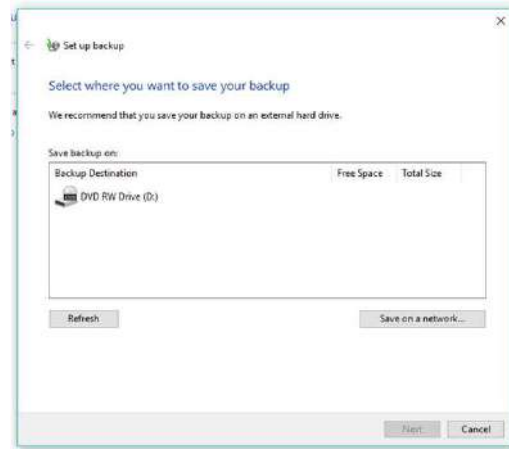 Set up backup
Select where you want to save your backup
We recommend that you save your backup on an external hard drive.
Save backup on:
Backup Destination Free Space Total Size
DVD RW Drive (D:)
Refresh Save on a network...
Next Cancel